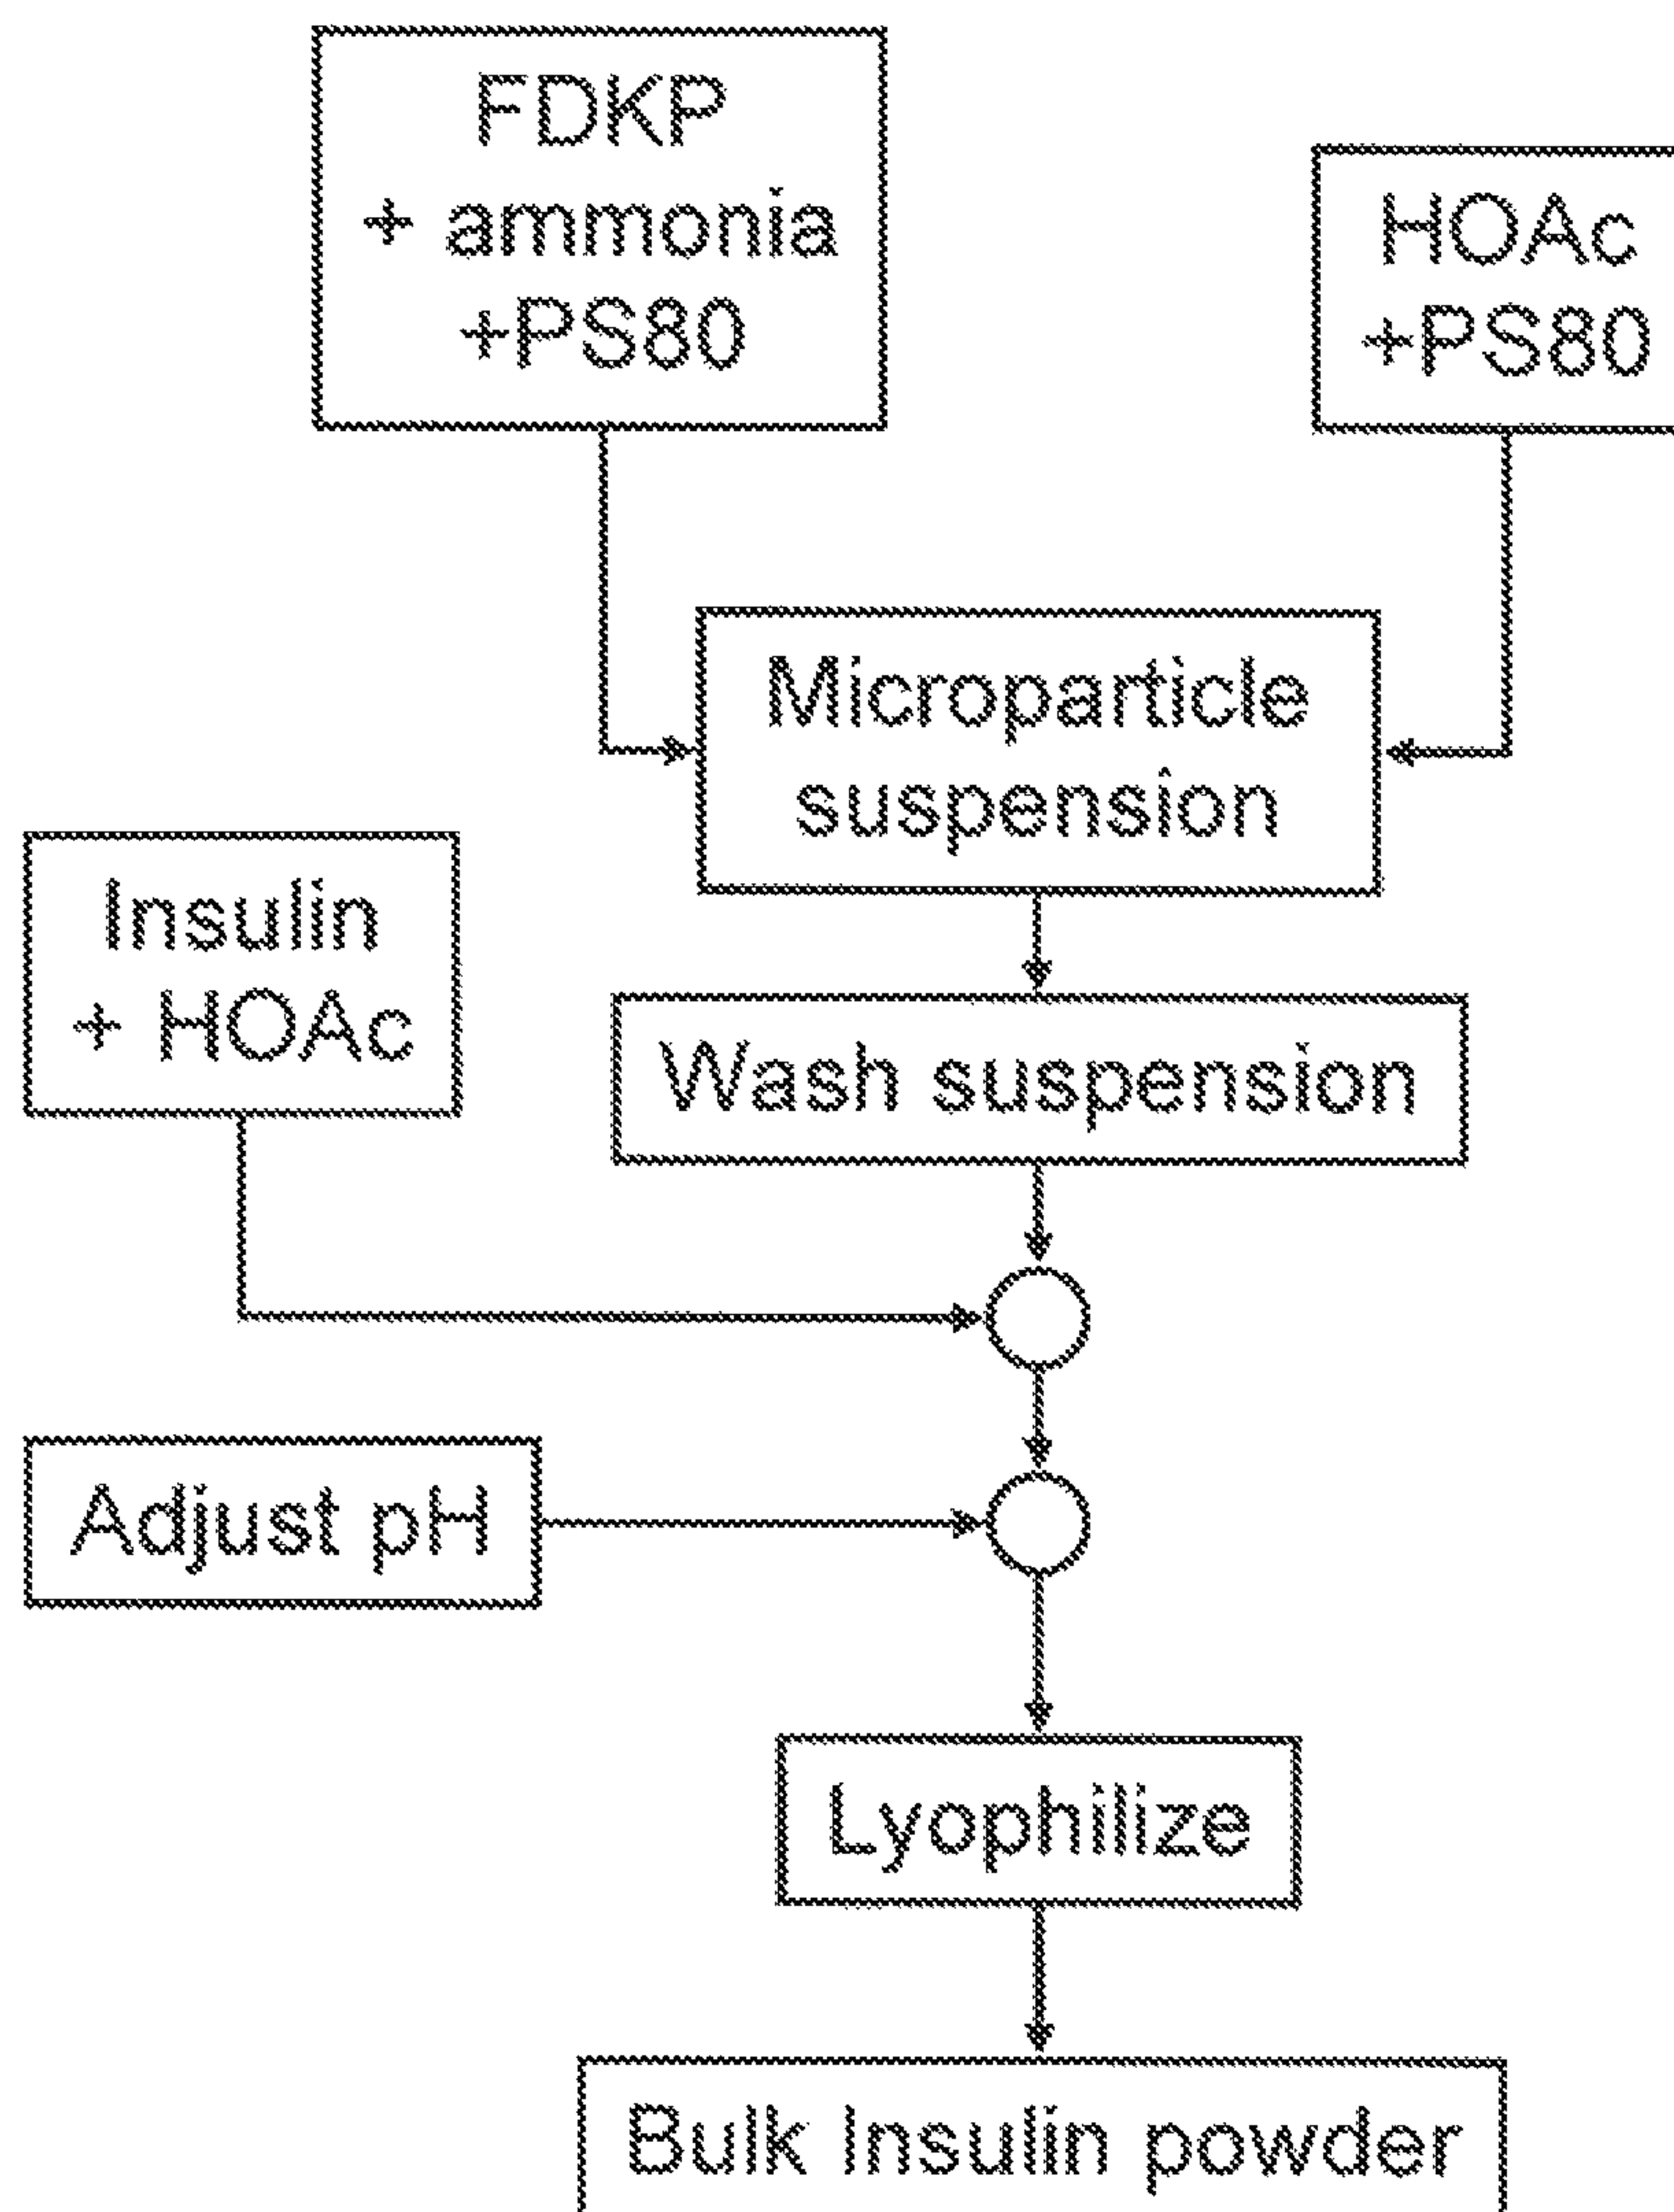 FDKP
+ ammonia
+PS80
HOAc
+PS80
Microparticle
suspension
Insulin
+ HOAc
Wash suspension
Adjust pH
Lyophilize
Bulk Insulin powder